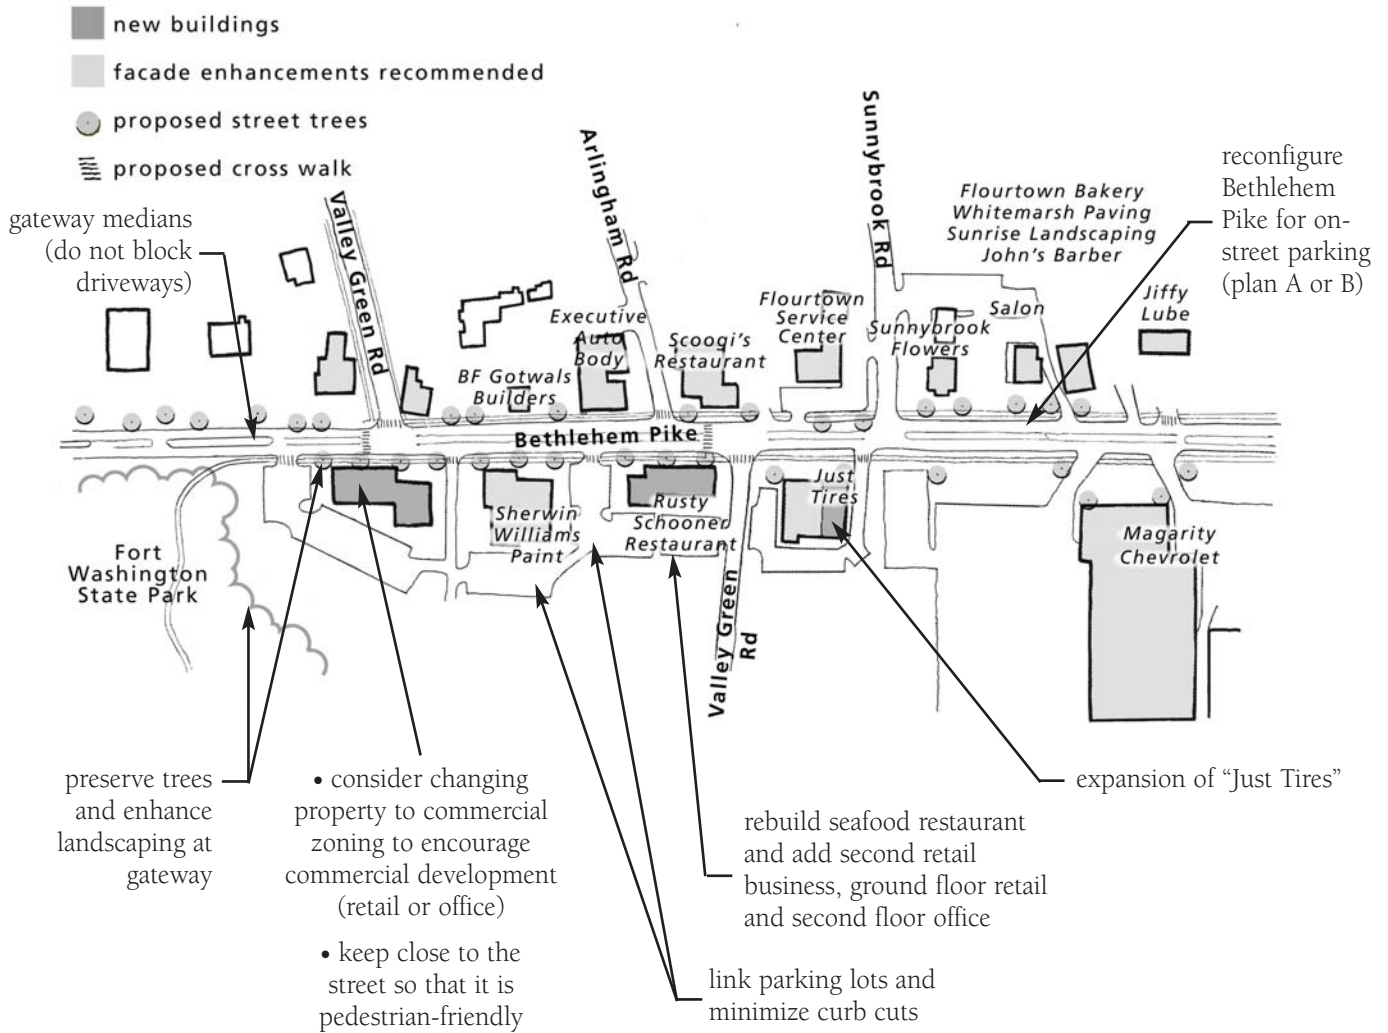 new buildings
facade enhancements recommended
proposed street trees
proposed cross walk
gateway medians
(do not block
driveways)
Valley Green Rd
Arlingham Rd
Sunnybrook Rd
reconfigure
Bethlehem
Pike for on-
street parking
(plan A or B)
Flourtown Bakery
Whitemarsh Paving
Sunrise Landscaping
John's Barber
Jiffy
Lube
Salon
Flourtown
Service
Center
Sunnybrook
Flowers
Executive
Auto
Body
Scoogi's
Restaurant
BF Gotwals
Builders
Bethlehem Pike
Just
Tires
Sherwin
Williams
Paint
Rusty
Schooner
Restaurant
Magarity
Chevrolet
Fort
Washington
State Park
Valley Green
Rd
preserve trees
and enhance
landscaping at
gateway
• consider changing
property to commercial
zoning to encourage
commercial development
(retail or office)
• keep close to the
street so that it is
pedestrian-friendly
rebuild seafood restaurant
and add second retail
business, ground floor retail
and second floor office
link parking lots and
minimize curb cuts
expansion of “Just Tires”